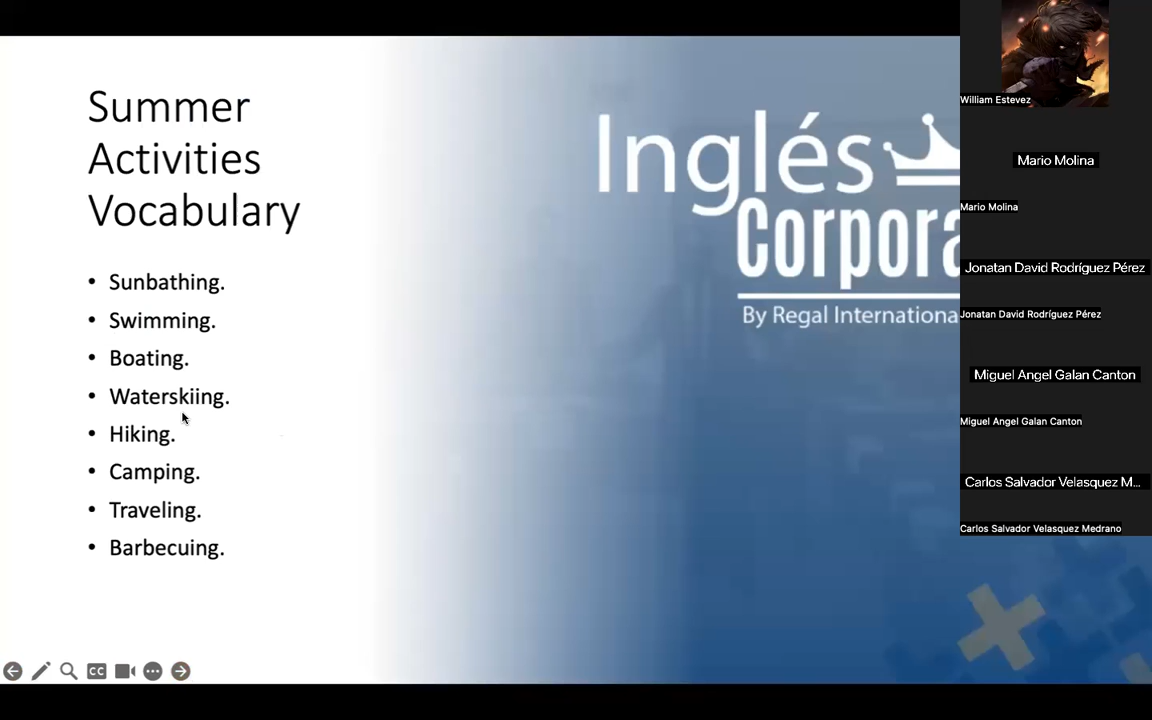 Summer
Activities
Vocabulary
• Sunbathing.
• Swimming.
• Boating.
• Waterskiing.
• Hiking.
• Camping.
• Traveling.
• Barbecuing.
Inglés
Corpora
By Regal Internationa
CC
William Estevez
Mario Molina
Mario Molina
Jonatan David Rodríguez Pérez
Jonatan David Rodríguez Pérez
Miguel Angel Galan Canton
Miguel Angel Galan Canton
Carlos Salvador Velasquez M...
Carlos Salvador Velasquez Medrano